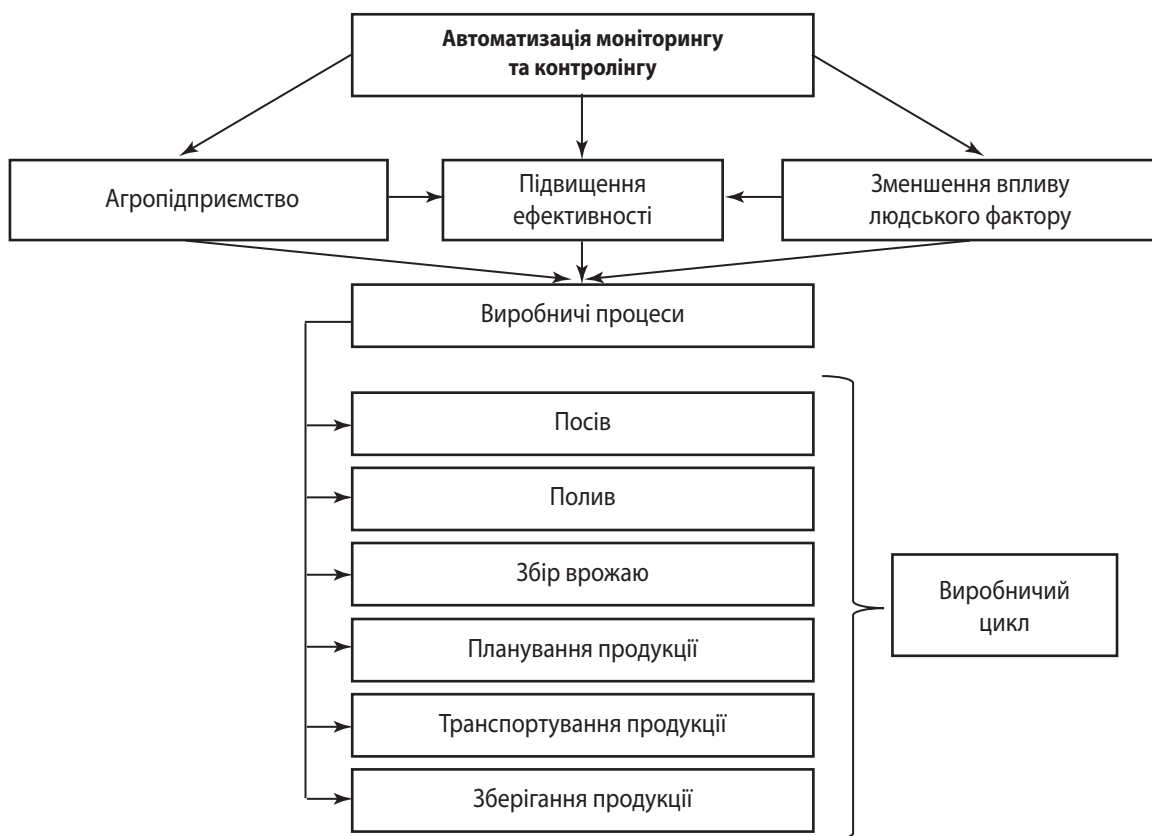 Автоматизація моніторингу
та контролінгу
Агропідприємство
Підвищення
ефективності
Зменшення впливу
людського фактору
Виробничі процеси
Посів
Полив
Збір врожаю
Планування продукції
Транспортування продукції
Зберігання продукції
Виробничий
цикл